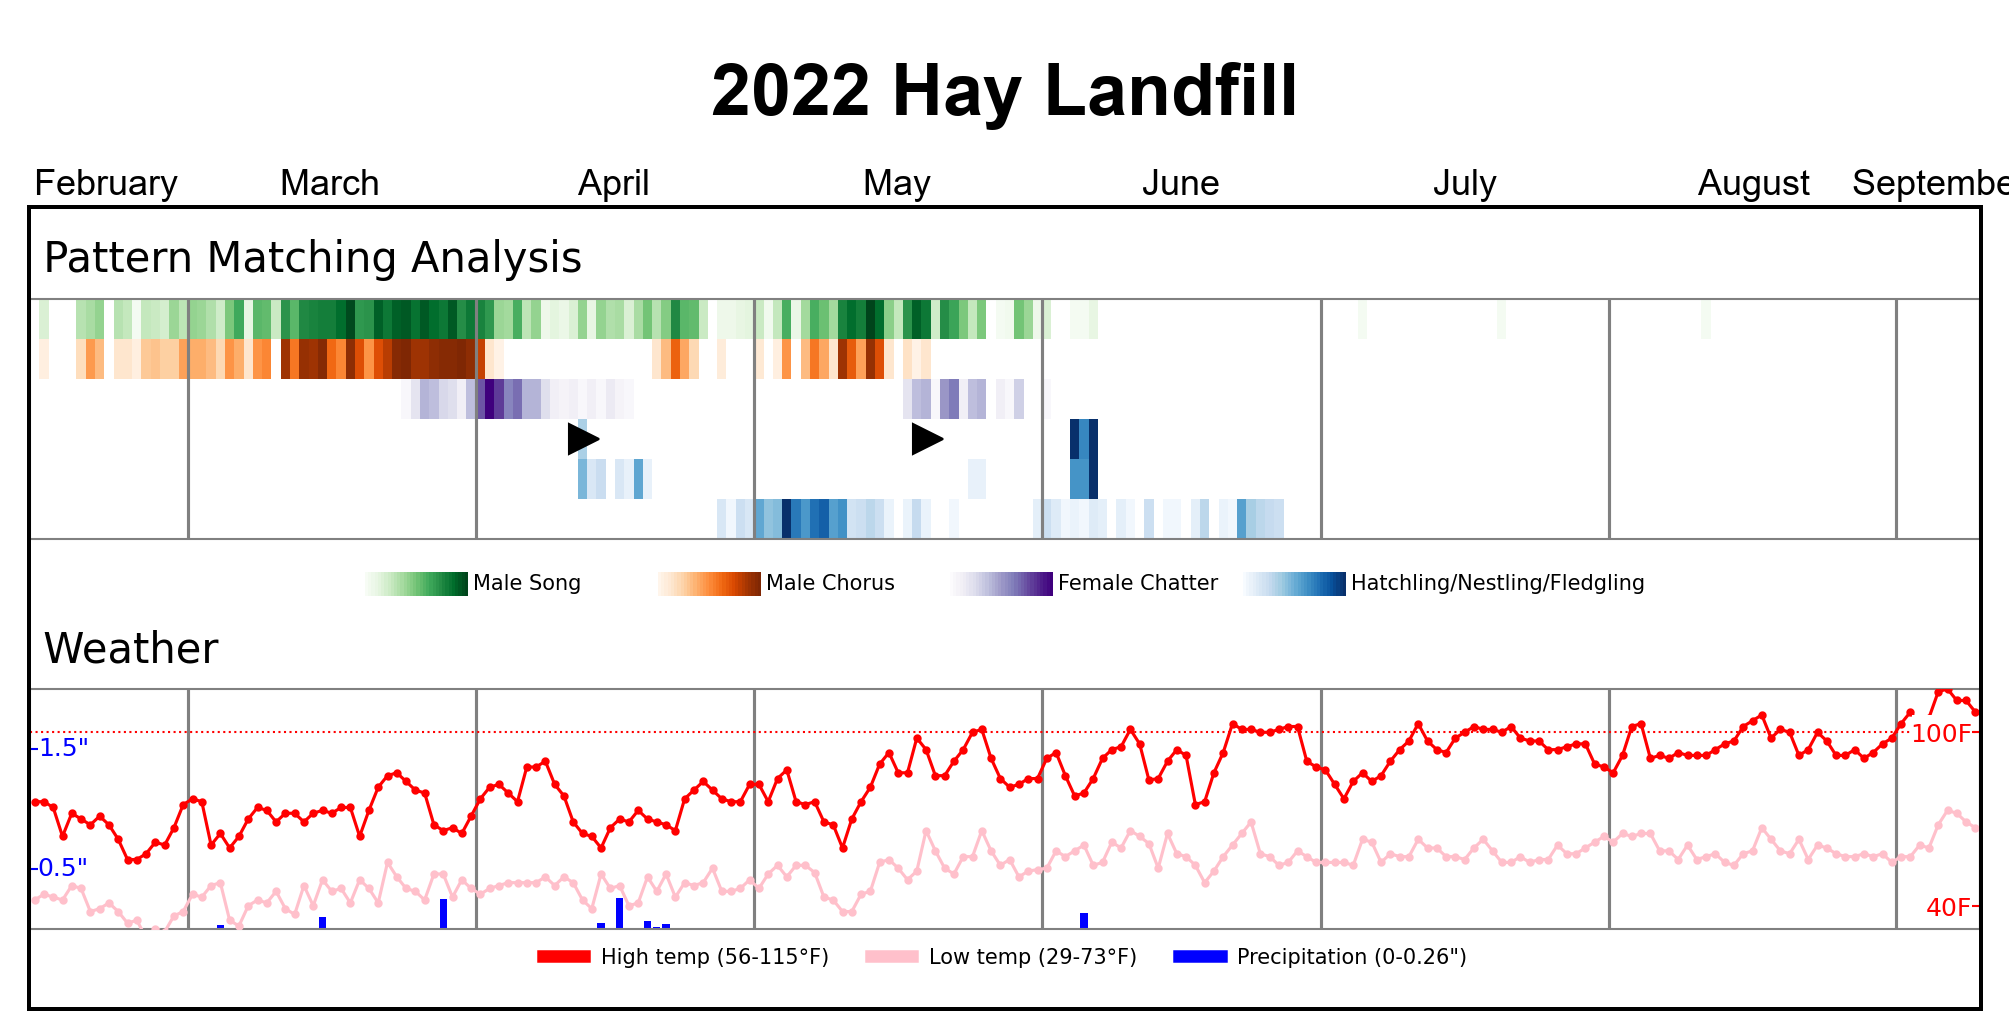 2022 Hay Landfill
February March April May June July August Septembe
Pattern Matching Analysis
Male Song Male Chorus Female Chatter Hatchling/Nestling/Fledgling
Weather
100F
1.5"
0.5"
40F
High temp (56-115°F) Low temp (29-73°F) Precipitation (0-0.26")